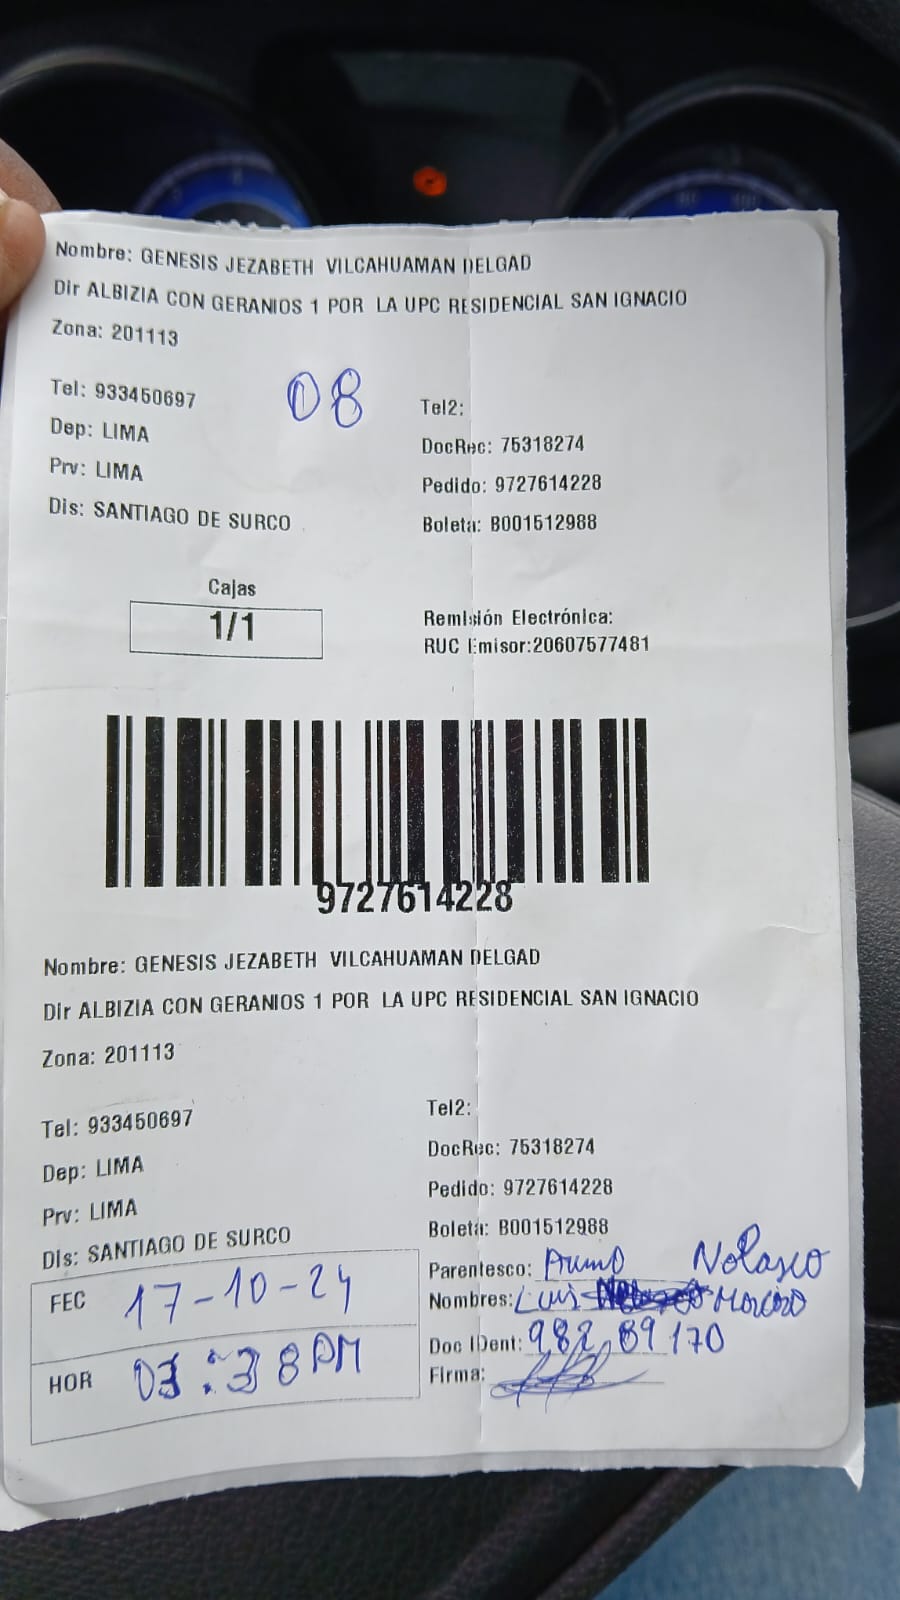 Nombre: GENESIS JEZABETH VILCAHUAMAN DELGAD
Dir ALBIZIA CON GERANIOS 1 POR LA UPC RESIDENCIAL SAN IGNACIO
Zona: 201113
08
Tel: 933450697
Dep: LIMA
Prv: LIMA
Dis: SANTIAGO DE SURCO
Tel2:
DocRec: 75318274
Pedido: 9727614228
Boleta: B001512988
Cajas
1/1
Remisión Electrónica:
RUC Emisor:20607577481
9727614228
Nombre: GENESIS JEZABETH VILCAHUAMAN DELGAD
Dir ALBIZIA CON GERANIOS 1 POR LA UPC RESIDENCIAL SAN IGNACIO
Zona: 201113
Tel: 933450697
Dep: LIMA
Prv: LIMA
Dis: SANTIAGO DE SURCO
Tel2:
DocRec: 75318274
Pedido: 9727614228
Boleta: B001512988
FEC 17-10-24
HOR 03:38 PM
Parentesco: Nolasco
Nombres: Luis
Doc IDent: 982 89 170
Firma: